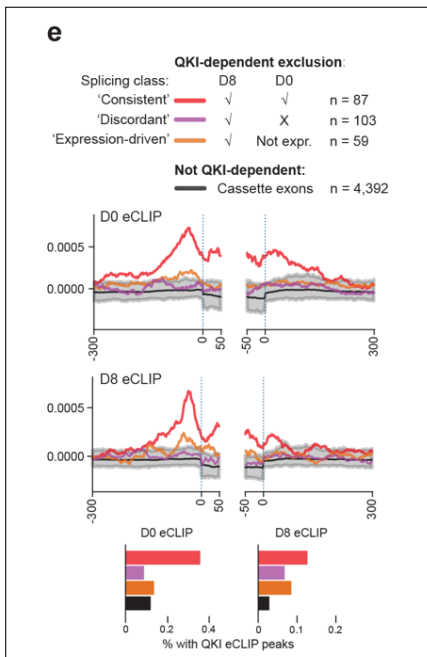 e
QKI-dependent exclusion:
Splicing class: D8 D0
‘Consistent’ √ √ n = 87
‘Discordant’ √ X n = 103
‘Expression-driven’ √ Not expr. n = 59
Not QKI-dependent:
Cassette exons n = 4,392
D0 eCLIP
0.0005
0.0000
-300 0 50 -50 0 300
D8 eCLIP
0.0005
0.0000
-300 0 50 -50 0 300
D0 eCLIP D8 eCLIP
0 0.2 0.4 0 0.1 0.2
% with QKI eCLIP peaks